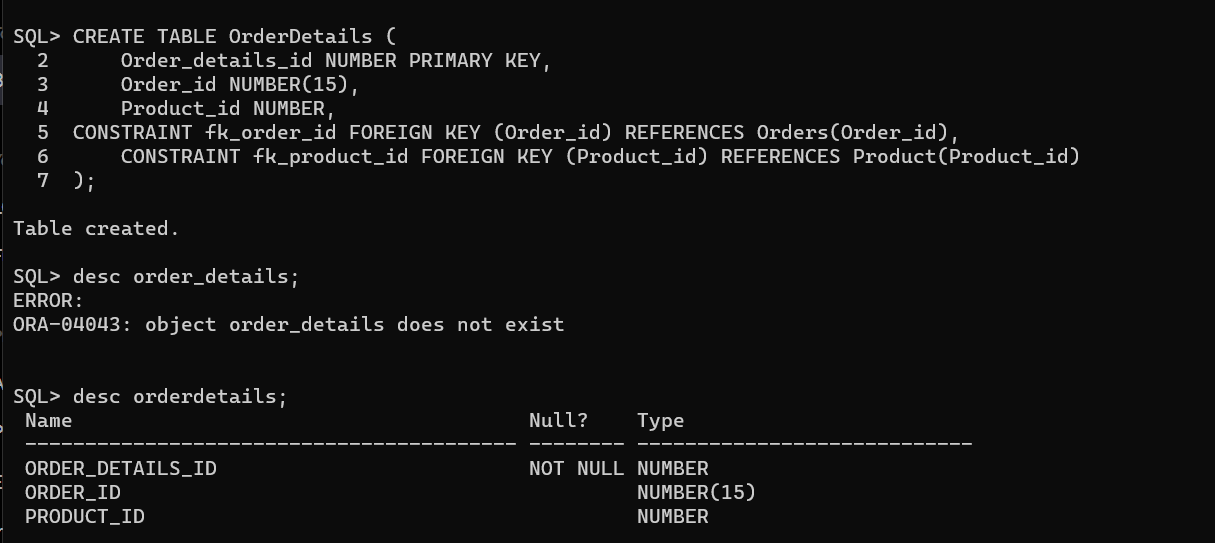 SQL> CREATE TABLE OrderDetails (
  2      Order_details_id NUMBER PRIMARY KEY,
  3      Order_id NUMBER(15),
  4      Product_id NUMBER,
  5  CONSTRAINT fk_order_id FOREIGN KEY (Order_id) REFERENCES Orders(Order_id),
  6      CONSTRAINT fk_product_id FOREIGN KEY (Product_id) REFERENCES Product(Product_id)
  7  );
Table created.
SQL> desc order_details;
ERROR:
ORA-04043: object order_details does not exist
SQL> desc orderdetails;
 Name                                      Null?    Type
 ----------------------------------------- -------- ----------------------------
 ORDER_DETAILS_ID                          NOT NULL NUMBER
 ORDER_ID                                           NUMBER(15)
 PRODUCT_ID                                         NUMBER